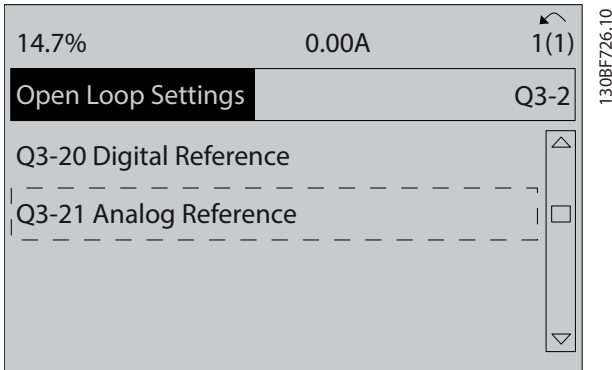 14.7% 0.00A 1(1)
Open Loop Settings Q3-2
Q3-20 Digital Reference
Q3-21 Analog Reference
130BF726.10